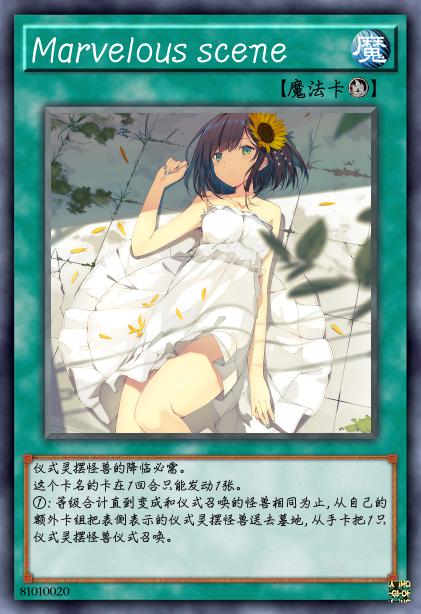 Marvelous scene
魔
【魔法卡】
仪式灵摆怪兽的降临必需。
这个卡名的卡在1回合只能发动1张。
①：等级合计直到变成和仪式召唤的怪兽相同为止，从自己的
额外卡组把表侧表示的仪式灵摆怪兽送去墓地，从手卡把1只
仪式灵摆怪兽仪式召唤。
81010020